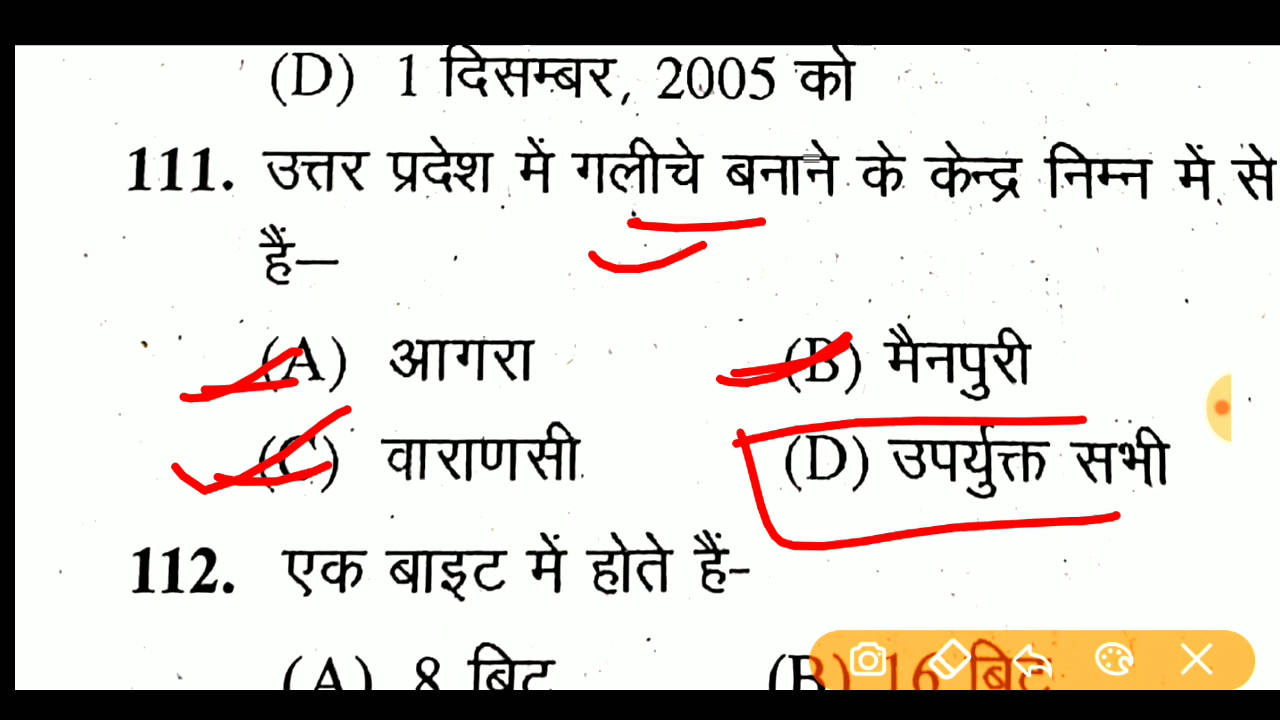 (D) 1 दिसम्बर, 2005 को
111. उत्तर प्रदेश में गलीचे बनाने के केन्द्र निम्न में से
हैं–
(A) आगरा (B) मैनपुरी
(C) वाराणसी (D) उपर्युक्त सभी
112. एक बाइट में होते हैं-
(A) 8 बिट (B) 16 बिट